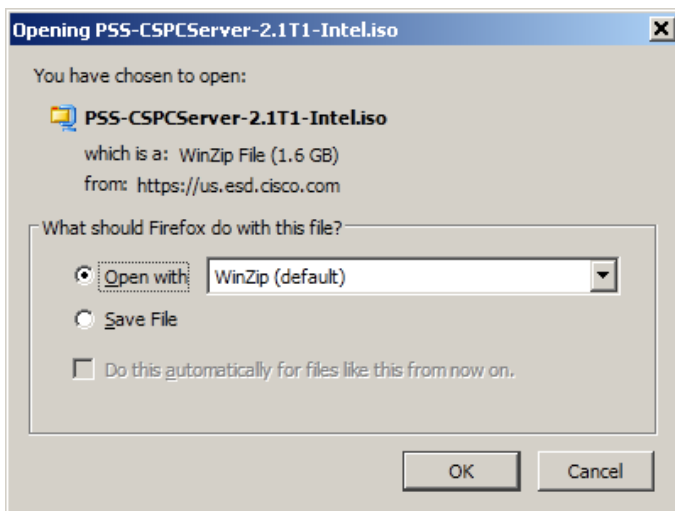 Opening PSS-CSPCServer-2.1T1-Intel.iso
You have chosen to open:
PSS-CSPCServer-2.1T1-Intel.iso
which is a: WinZip File (1.6 GB)
from: https://us.esd.cisco.com
What should Firefox do with this file?
Open with WinZip (default)
Save File
Do this automatically for files like this from now on.
OK Cancel